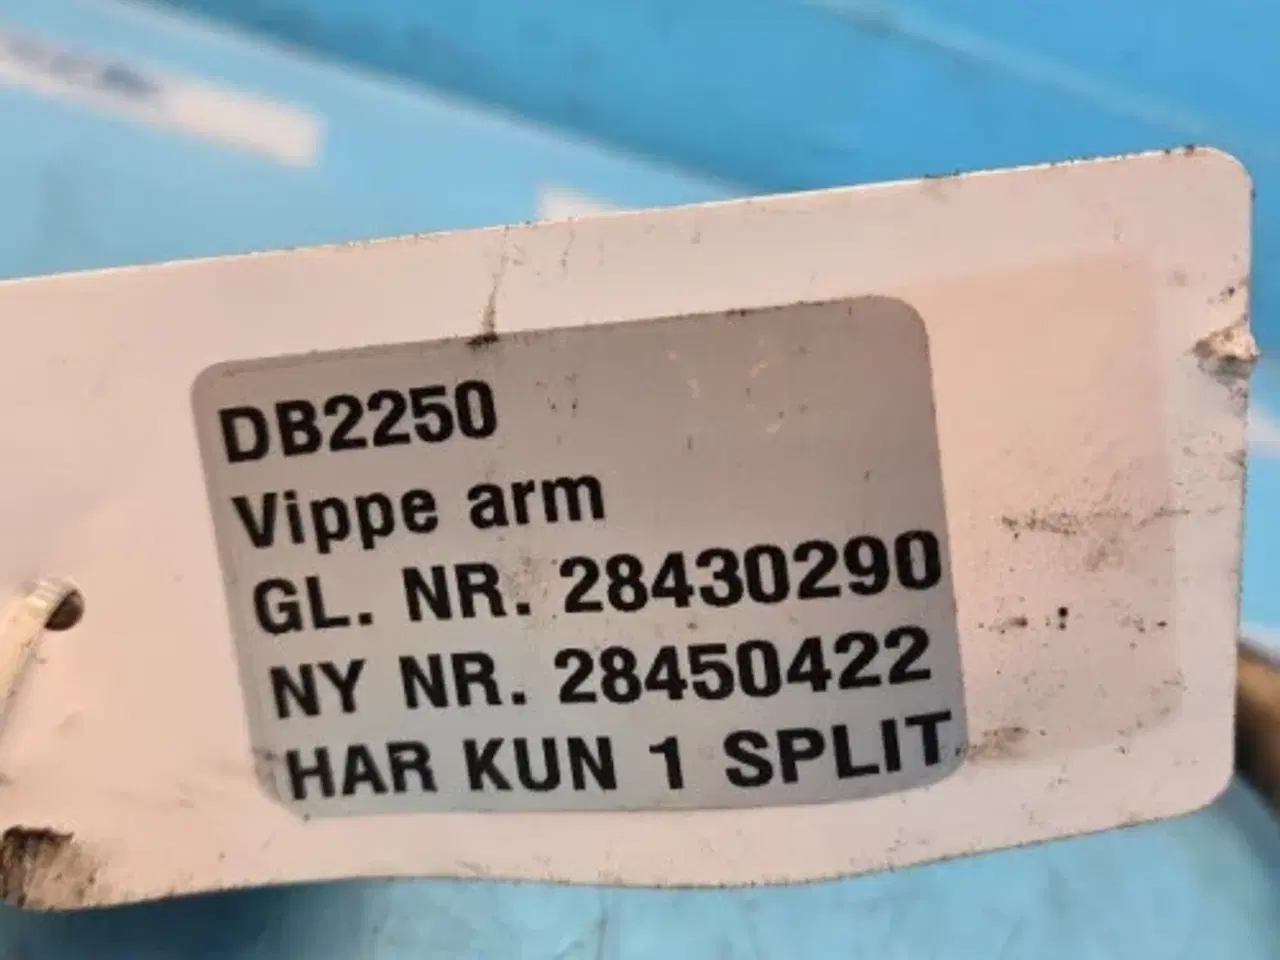 DB2250
Vippe arm
GL. NR. 28430290
NY NR. 28450422
HAR KUN 1 SPLIT